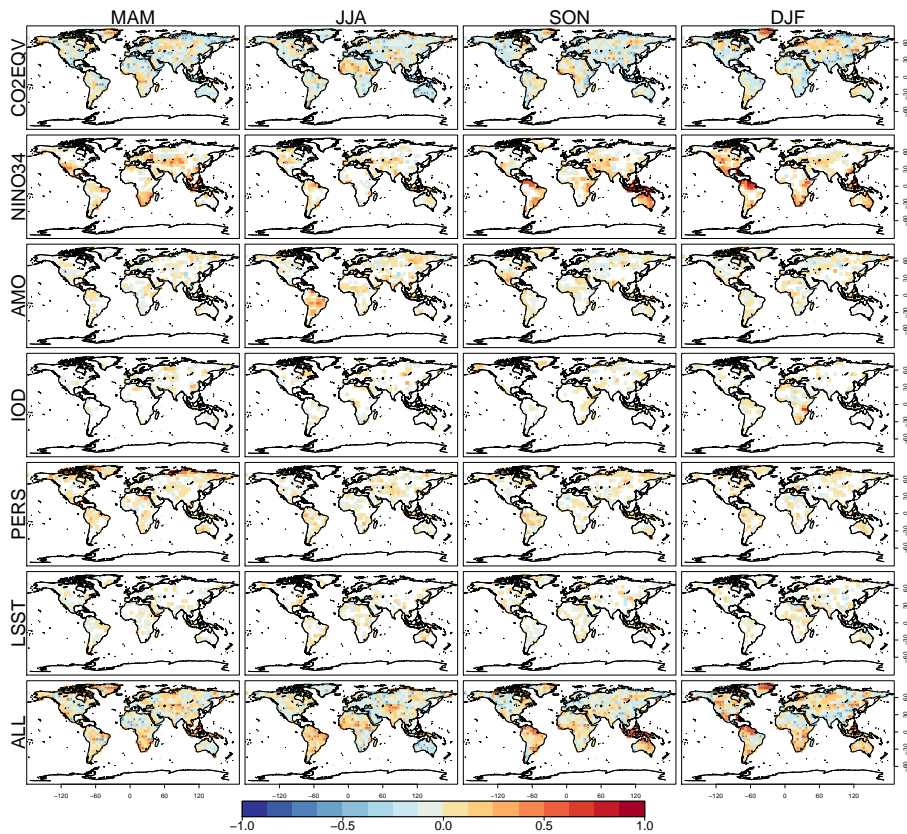 MAM JJA SON DJF
CO2EQV
NINO34
AMO
IOD
PERS
LSST
ALL
−120 −60 0 60 120 −120 −60 0 60 120 −120 −60 0 60 120 −120 −60 0 60 120
−1.0 −0.5 0.0 0.5 1.0